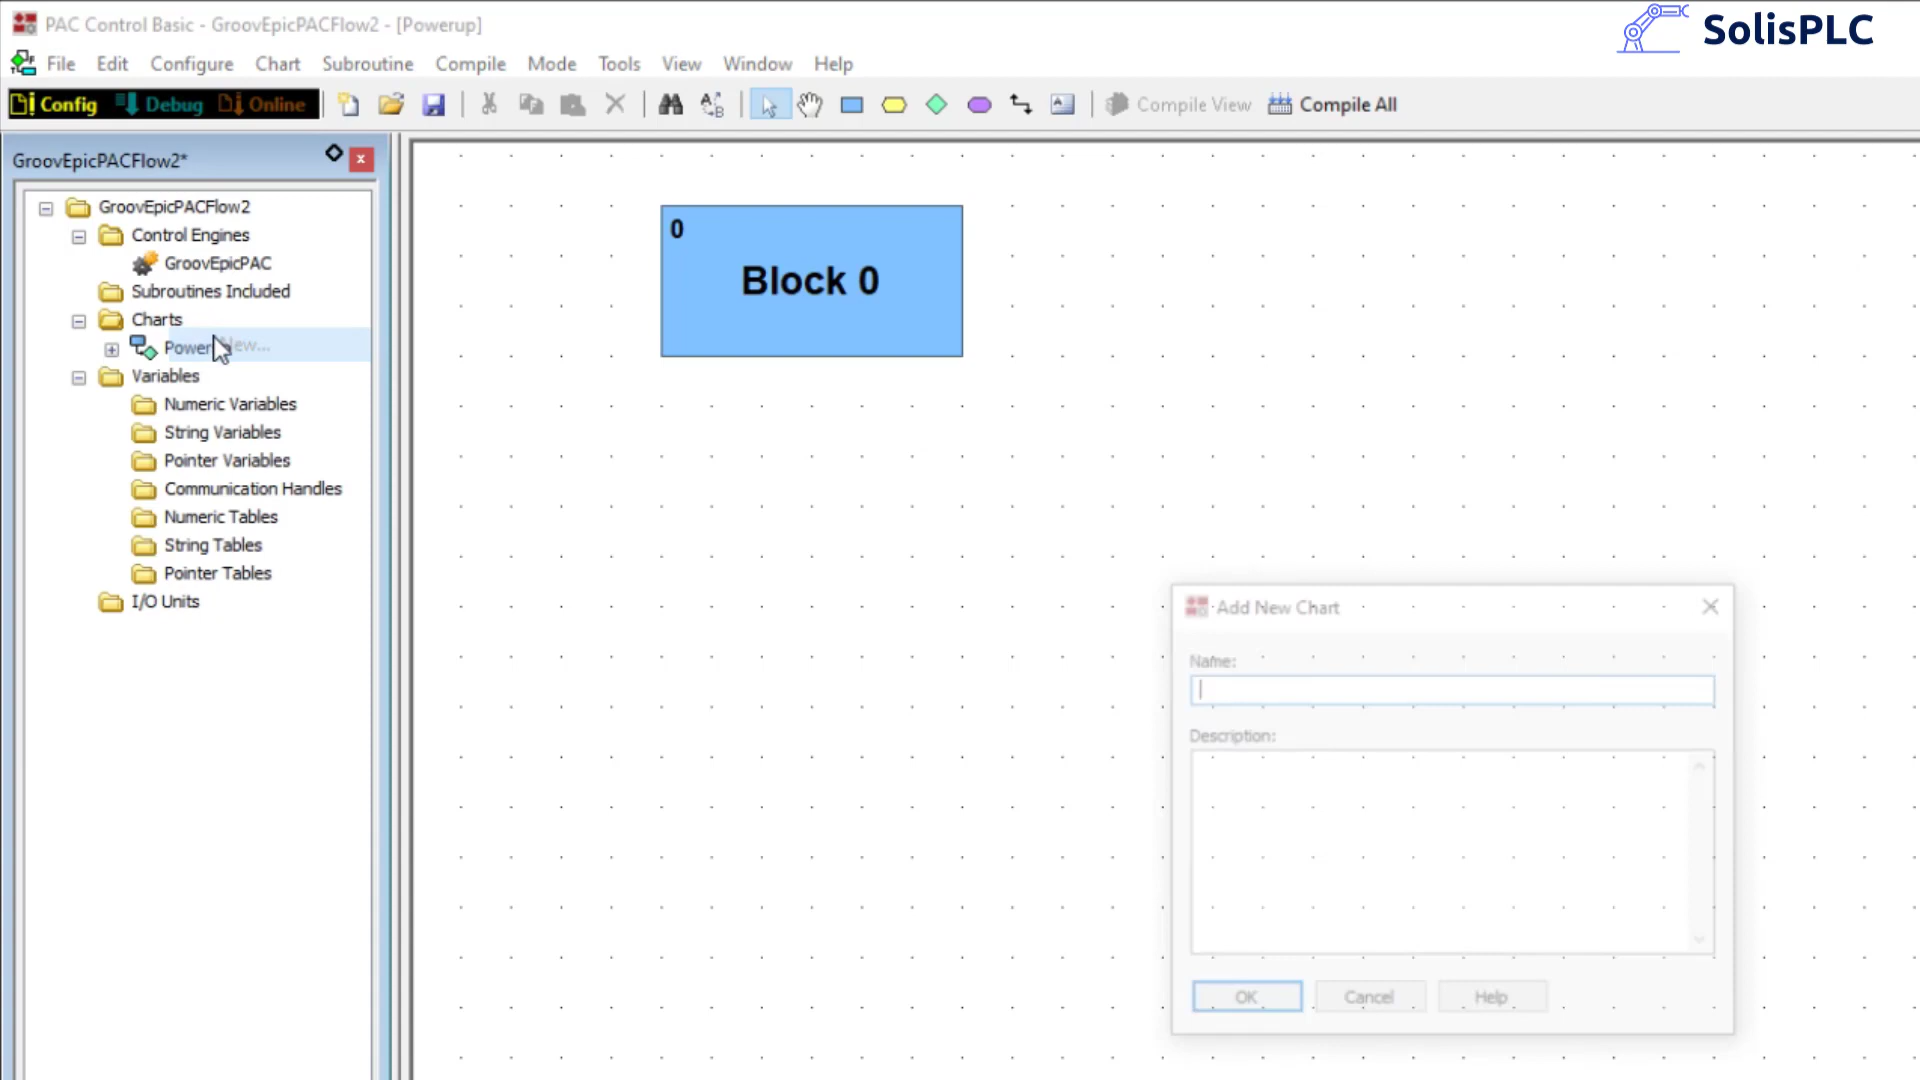 PAC Control Basic - GroovEpicPACFlow2 - [Powerup]
SolisPLC
File Edit Configure Chart Subroutine Compile Mode Tools View Window Help
Config Debug Online Compile View Compile All
GroovEpicPACFlow2*
GroovEpicPACFlow2
Control Engines
GroovEpicPAC
Subroutines Included
Charts
Power New...
Variables
Numeric Variables
String Variables
Pointer Variables
Communication Handles
Numeric Tables
String Tables
Pointer Tables
I/O Units
0
Block 0
Add New Chart
Name:
Description:
OK Cancel Help